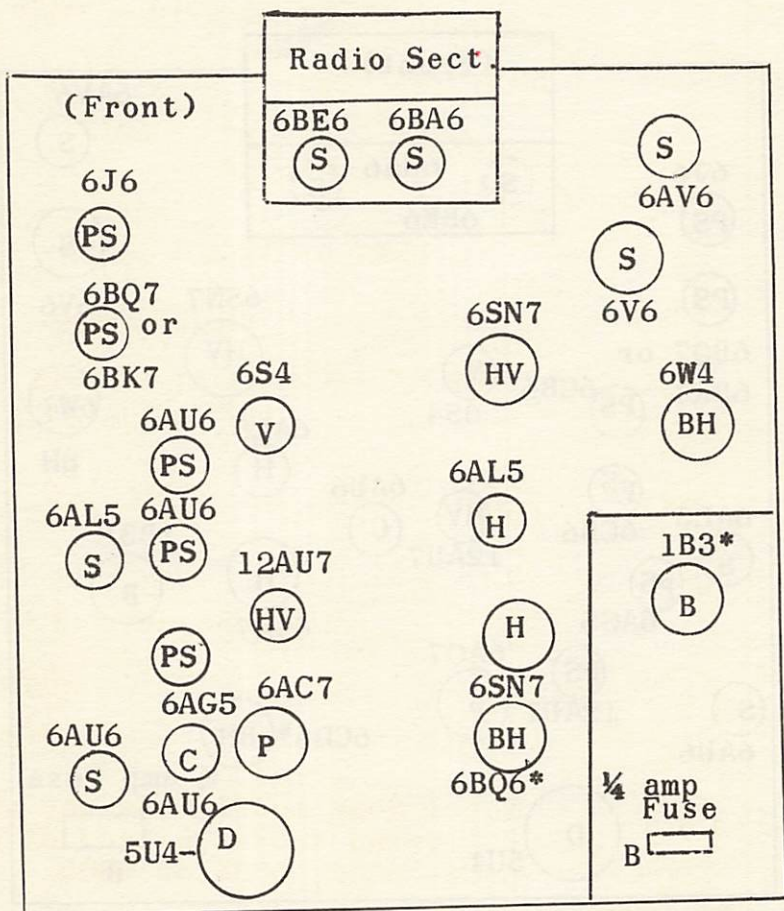 Radio Sect.
(Front)
6BE6 6BA6
S S
S
6J6
6AV6
PS
S
6BQ7
PS or
6V6
6SN7
6BK7
6S4
HV
6W4
V
BH
6AU6
PS
6AL5
6AL5 6AU6
H
S PS
1B3*
12AU7
B
HV
H
PS
6AG5 6AC7
6SN7
6AU6
C P
BH
S
6BQ6*
¼ amp
Fuse
6AU6
D
5U4-
B